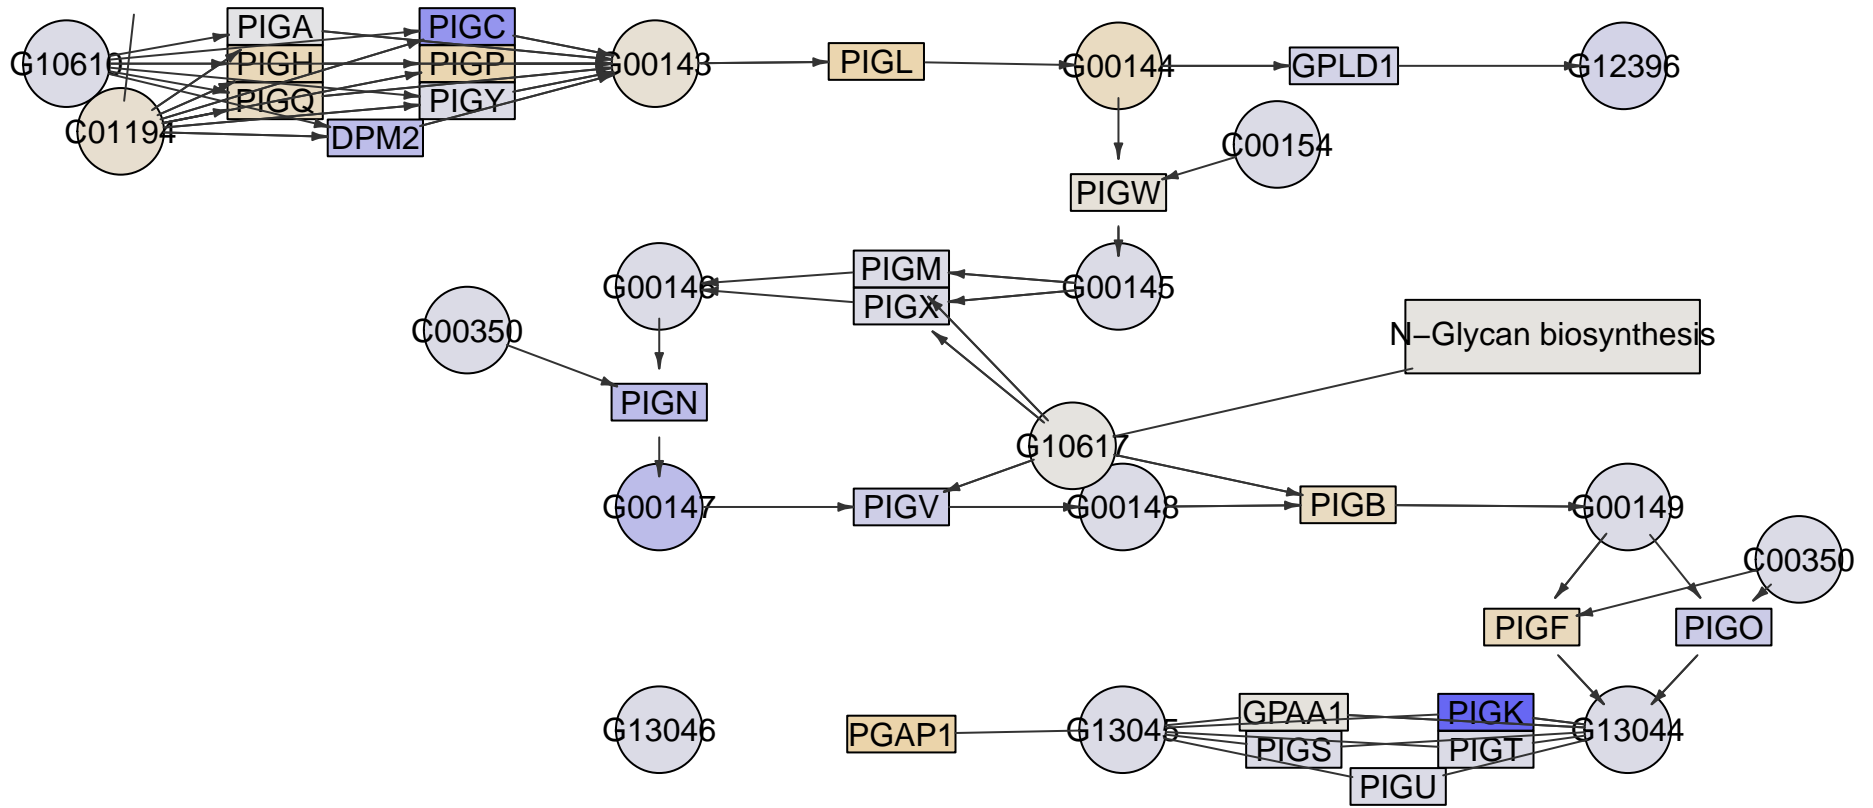 PIGA
PIGC
G10610
PIGH
PIGP
G00143
PIGL
G00144
GPLD1
G12396
PIGQ
PIGY
C01194
DPM2
C00154
PIGW
PIGM
G00146
G00145
PIGX
C00350
N–Glycan biosynthesis
PIGN
G10617
G00147
PIGV
G00148
PIGB
G00149
C00350
PIGF
PIGO
GPAA1
PIGK
G13046
PGAP1
G13045
G13044
PIGS
PIGT
PIGU